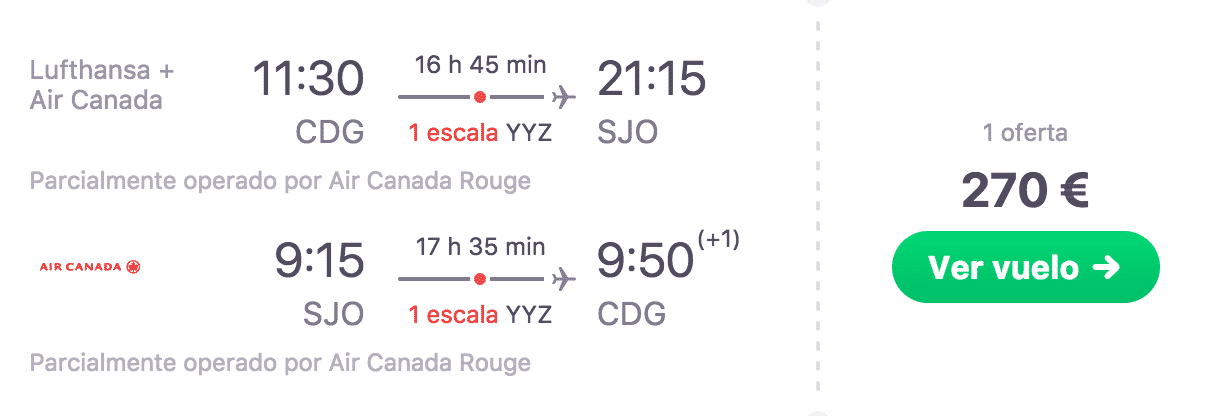 Lufthansa +
Air Canada
11:30
CDG
16 h 45 min
1 escala YYZ
21:15
SJO
Parcialmente operado por Air Canada Rouge
AIR CANADA
9:15
SJO
17 h 35 min
1 escala YYZ
9:50(+1)
CDG
Parcialmente operado por Air Canada Rouge
1 oferta
270 €
Ver vuelo →